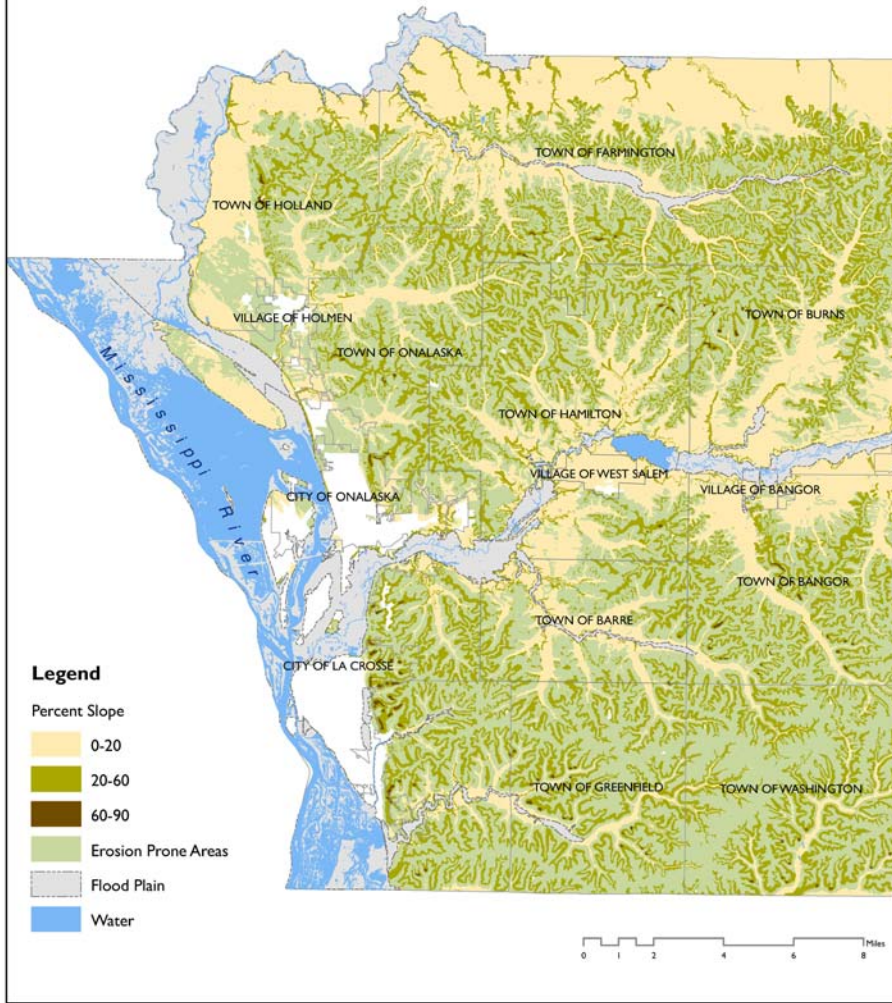 TOWN OF FARMINGTON
TOWN OF HOLLAND
VILLAGE OF HOLMEN
TOWN OF BURNS
TOWN OF ONALASKA
TOWN OF HAMILTON
VILLAGE OF WEST SALEM
VILLAGE OF BANGOR
CITY OF ONALASKA
Mississippi River
TOWN OF BANGOR
TOWN OF BARRE
CITY OF LA CROSSE
TOWN OF GREENFIELD
TOWN OF WASHINGTON
Legend
Percent Slope
0-20
20-60
60-90
Erosion Prone Areas
Flood Plain
Water
Miles
0 1 2 4 6 8